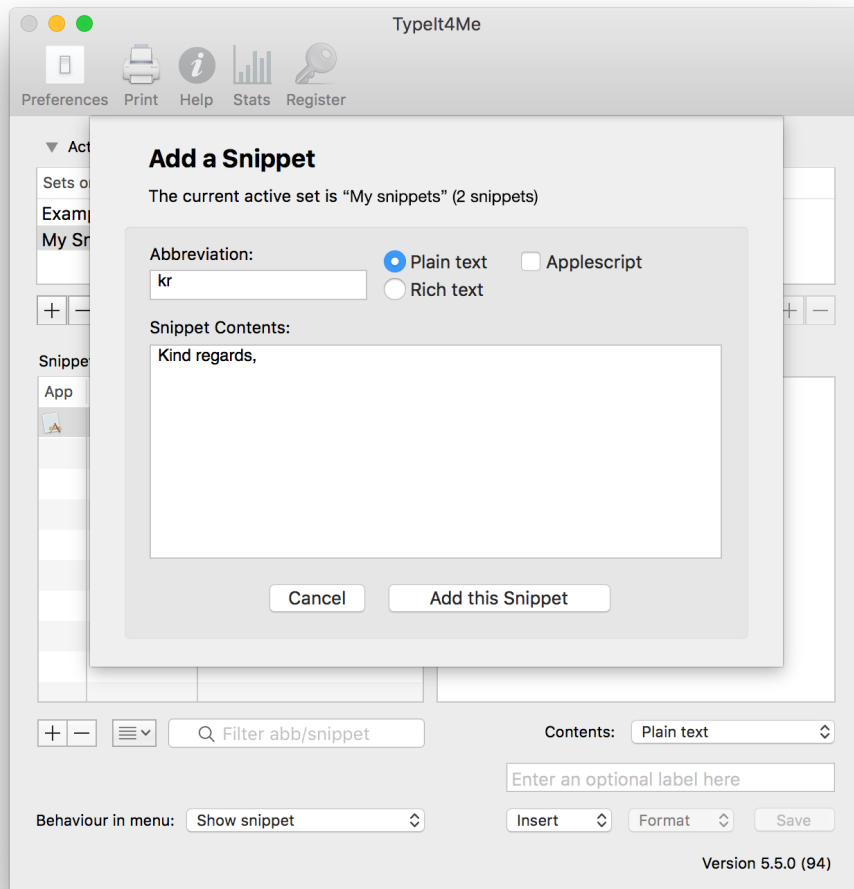 TypeIt4Me
Preferences Print Help Stats Register
Add a Snippet
The current active set is “My snippets” (2 snippets)
Abbreviation:
kr
Plain text
Applescript
Rich text
Snippet Contents:
Kind regards,
Cancel
Add this Snippet
Sets
My
App
Filter abb/snippet
Contents: Plain text
Enter an optional label here
Behaviour in menu: Show snippet
Insert
Format
Save
Version 5.5.0 (94)